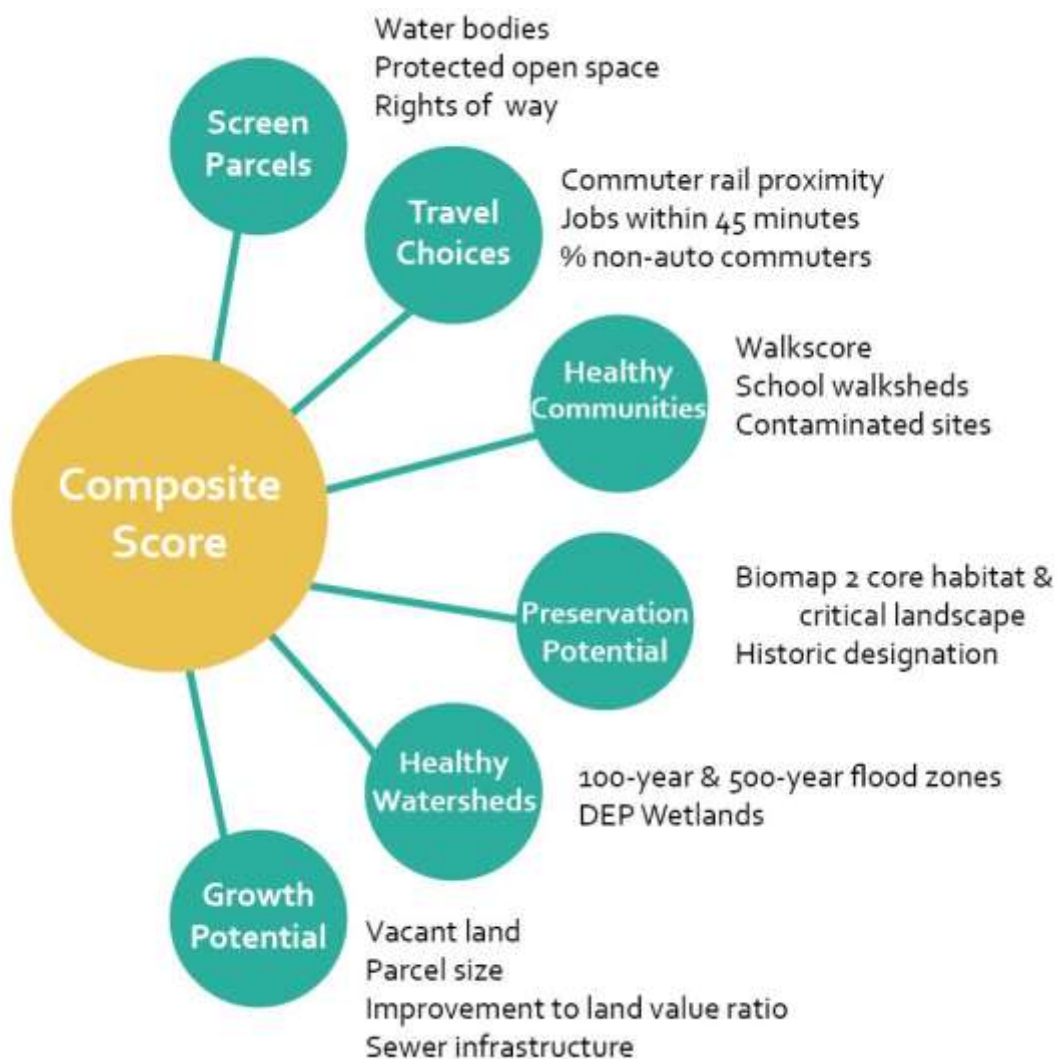 Water bodies
Protected open space
Rights of way
Screen
Parcels
Commuter rail proximity
Jobs within 45 minutes
% non-auto commuters
Travel
Choices
Walkscore
School walksheds
Contaminated sites
Healthy
Communities
Composite
Score
Biomap 2 core habitat &
critical landscape
Historic designation
Preservation
Potential
100-year & 500-year flood zones
DEP Wetlands
Healthy
Watersheds
Growth
Potential
Vacant land
Parcel size
Improvement to land value ratio
Sewer infrastructure